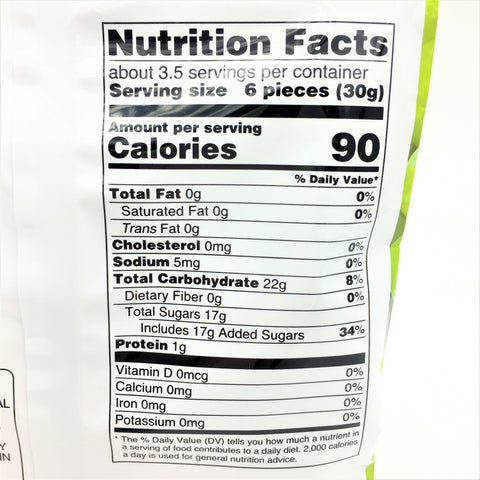 Nutrition Facts
about 3.5 servings per container
Serving size 6 pieces (30g)
Amount per serving
Calories 90
% Daily Value*
Total Fat 0g 0%
Saturated Fat 0g 0%
Trans Fat 0g
Cholesterol 0mg 0%
Sodium 5mg 0%
Total Carbohydrate 22g 8%
Dietary Fiber 0g 0%
Total Sugars 17g
Includes 17g Added Sugars 34%
Protein 1g
Vitamin D 0mcg 0%
Calcium 0mg 0%
Iron 0mg 0%
Potassium 0mg 0%
* The % Daily Value (DV) tells you how much a nutrient in
a serving of food contributes to a daily diet. 2,000 calories
a day is used for general nutrition advice.